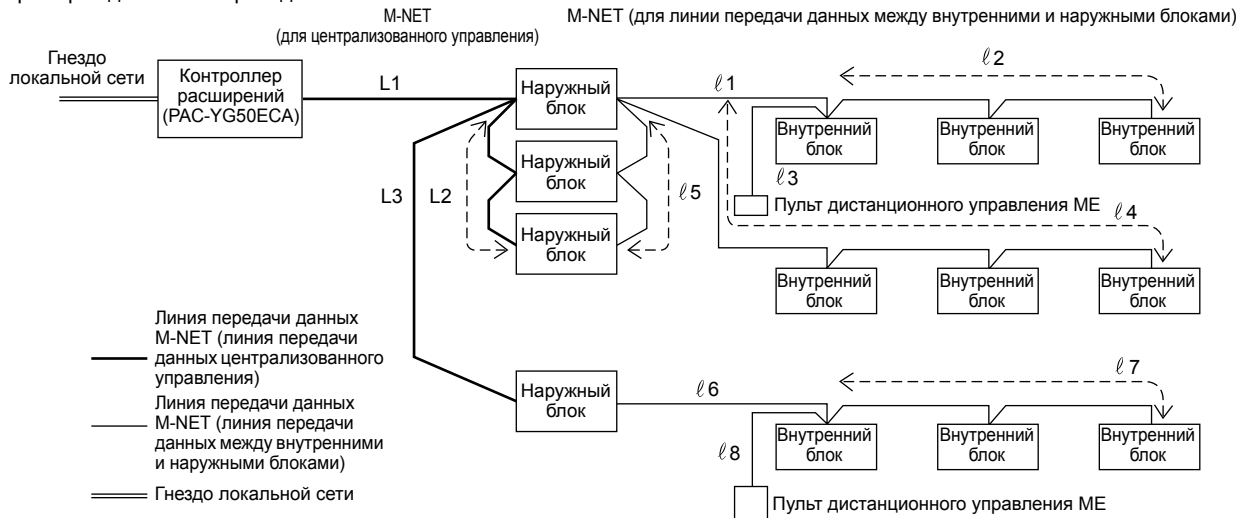 M-NET
(для централизованного управления)
M-NET (для линии передачи данных между внутренними и наружными блоками)
Гнездо
локальной сети
Контроллер
расширений
(PAC-YG50ECA)
L1
Наружный
блок
ℓ1
ℓ2
Внутренний
блок
Внутренний
блок
Внутренний
блок
Наружный
блок
L3
L2
ℓ5
ℓ3
Пульт дистанционного управления ME
ℓ4
Наружный
блок
Внутренний
блок
Внутренний
блок
Внутренний
блок
Линия передачи данных
M-NET (линия передачи
данных централизованного
управления)
Наружный
блок
ℓ6
ℓ7
Внутренний
блок
Внутренний
блок
Внутренний
блок
Линия передачи данных
M-NET (линия передачи
данных между внутренними
и наружными блоками)
ℓ8
Гнездо локальной сети
Пульт дистанционного управления ME